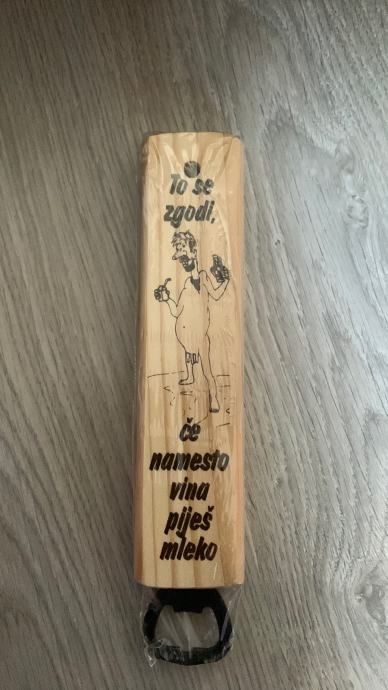 To se
zgodi,
če
namesto
vina
piješ
mleko